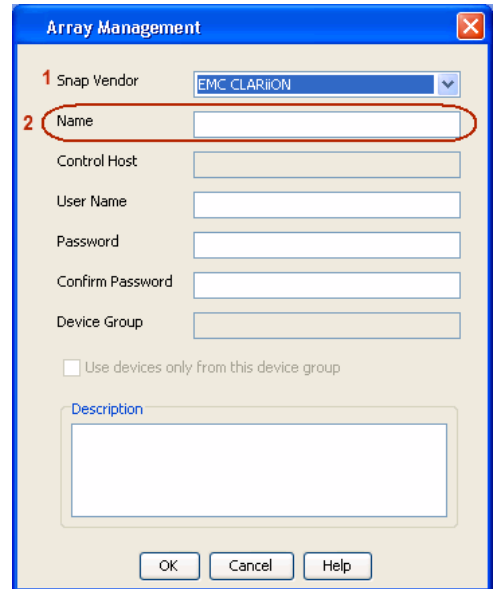 Array Management
1 Snap Vendor EMC CLARiiON
2 Name
Control Host
User Name
Password
Confirm Password
Device Group
Use devices only from this device group
Description
OK Cancel Help